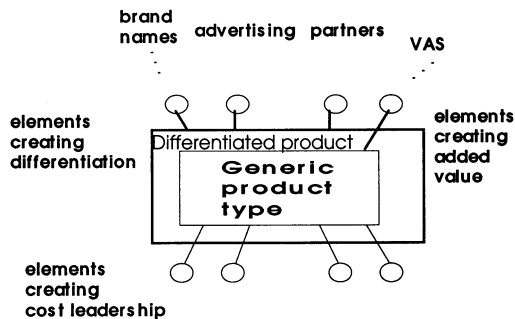 brand
names
advertising
partners
VAS
elements
creating
differentiation
Differentiated product
Generic
product
type
elements
creating
added
value
elements
creating
cost leadership